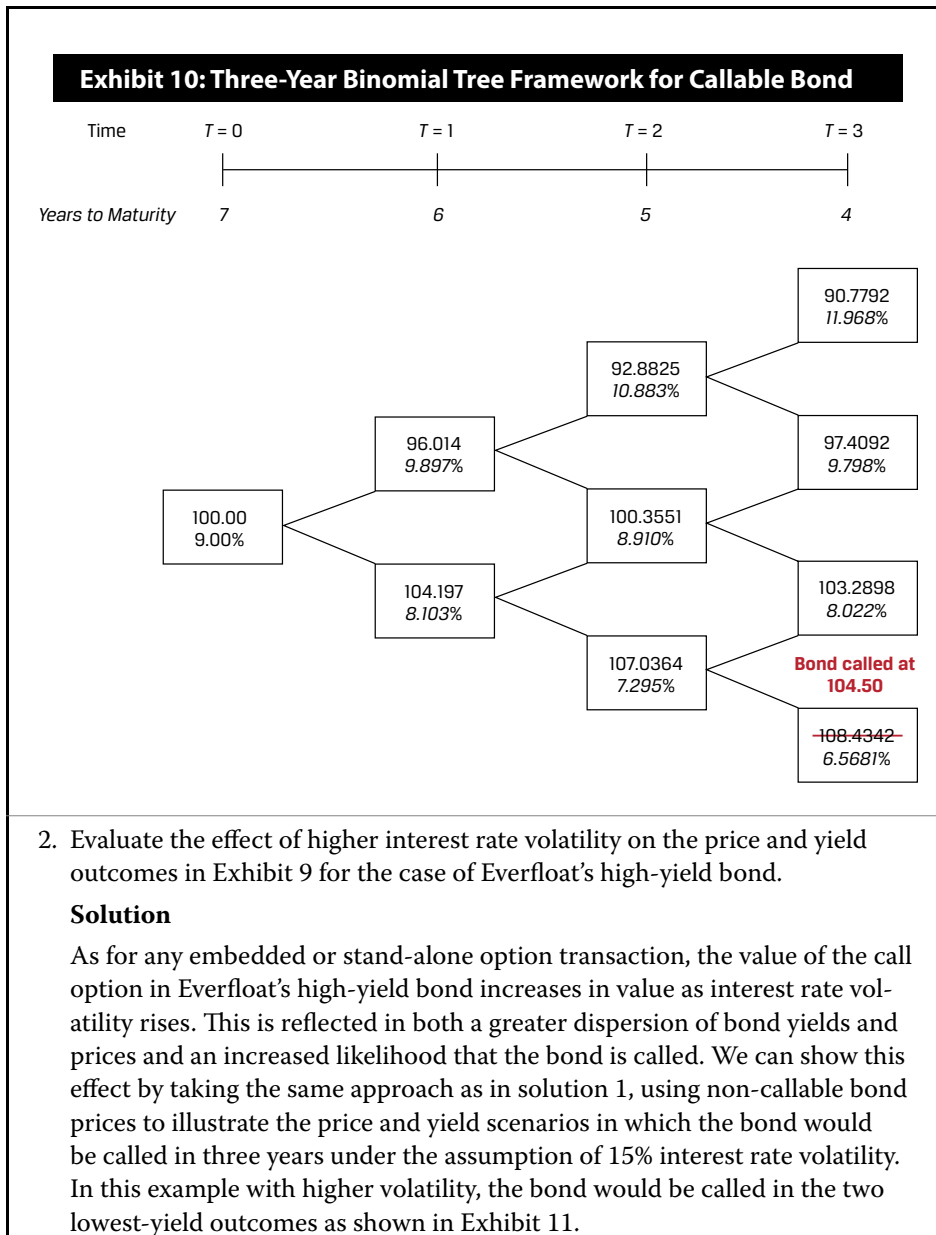 Exhibit 10: Three-Year Binomial Tree Framework for Callable Bond
Time T = 0 T = 1 T = 2 T = 3
Years to Maturity 7 6 5 4
90.7792
11.968%
92.8825
10.883%
96.014
9.897%
97.4092
9.798%
100.00
9.00%
100.3551
8.910%
104.197
8.103%
103.2898
8.022%
107.0364
7.295%
Bond called at
104.50
108.4342
6.5681%
2. Evaluate the effect of higher interest rate volatility on the price and yield
outcomes in Exhibit 9 for the case of Everfloat's high-yield bond.
Solution
As for any embedded or stand-alone option transaction, the value of the call
option in Everfloat's high-yield bond increases in value as interest rate vol-
atility rises. This is reflected in both a greater dispersion of bond yields and
prices and an increased likelihood that the bond is called. We can show this
effect by taking the same approach as in solution 1, using non-callable bond
prices to illustrate the price and yield scenarios in which the bond would
be called in three years under the assumption of 15% interest rate volatility.
In this example with higher volatility, the bond would be called in the two
lowest-yield outcomes as shown in Exhibit 11.